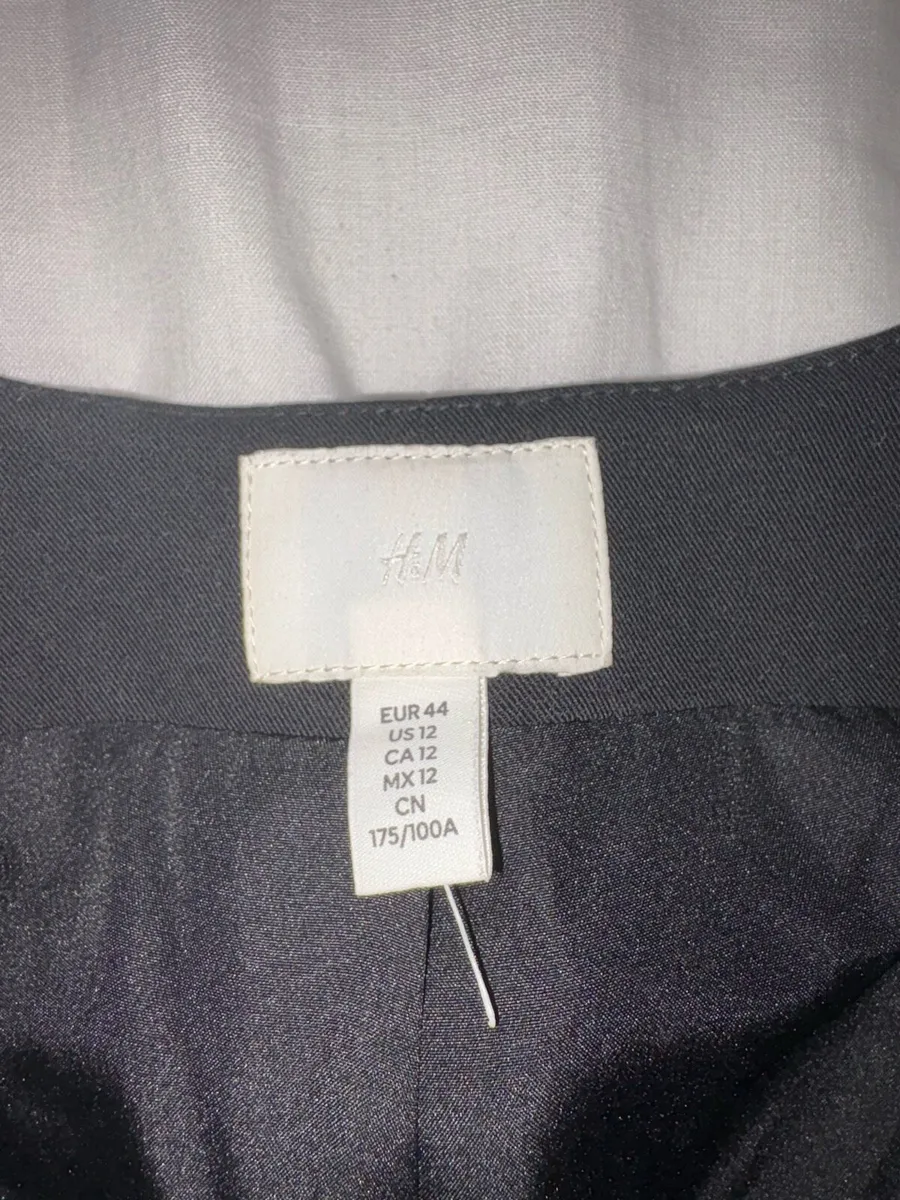 H&M
EUR 44
US 12
CA 12
MX 12
CN
175/100A